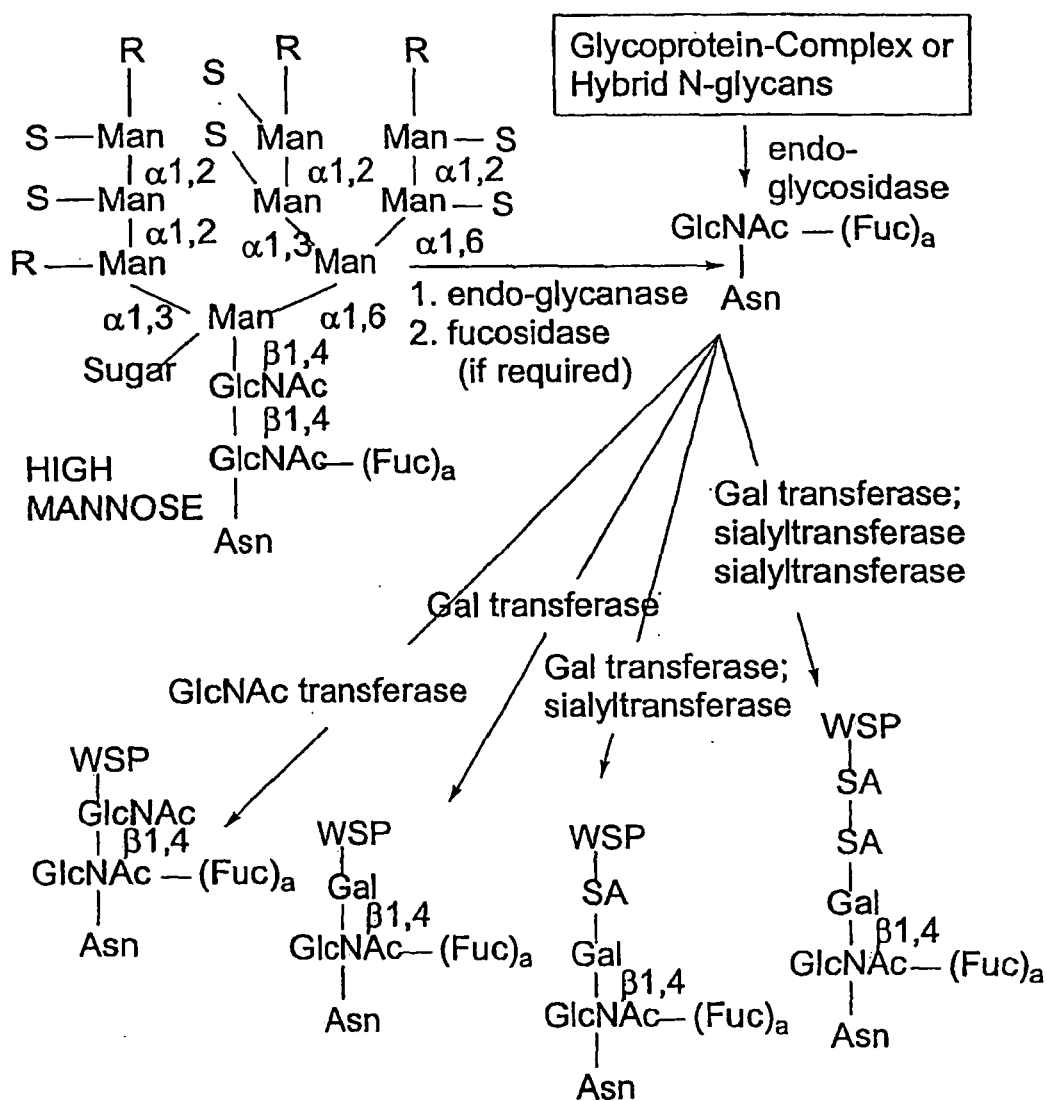 R
R
R
S
S—Man
S
Man
Man—S
α1,2
α1,2
α1,2
S—Man
Man
Man—S
α1,2
α1,3
Man
α1,6
R—Man
α1,3
Man
α1,6
Sugar
β1,4
GlcNAc
β1,4
GlcNAc—(Fuc)a
Asn
HIGH
MANNOSE
1. endo-glycanase
2. fucosidase
(if required)
Glycoprotein-Complex or
Hybrid N-glycans
endo-
glycosidase
GlcNAc—(Fuc)a
Asn
GlcNAc transferase
Gal transferase
Gal transferase;
sialyltransferase
Gal transferase;
sialyltransferase
sialyltransferase
WSP
GlcNAc
β1,4
GlcNAc—(Fuc)a
Asn
WSP
Gal
β1,4
GlcNAc—(Fuc)a
Asn
WSP
SA
Gal
β1,4
GlcNAc—(Fuc)a
Asn
WSP
SA
SA
Gal
β1,4
GlcNAc—(Fuc)a
Asn